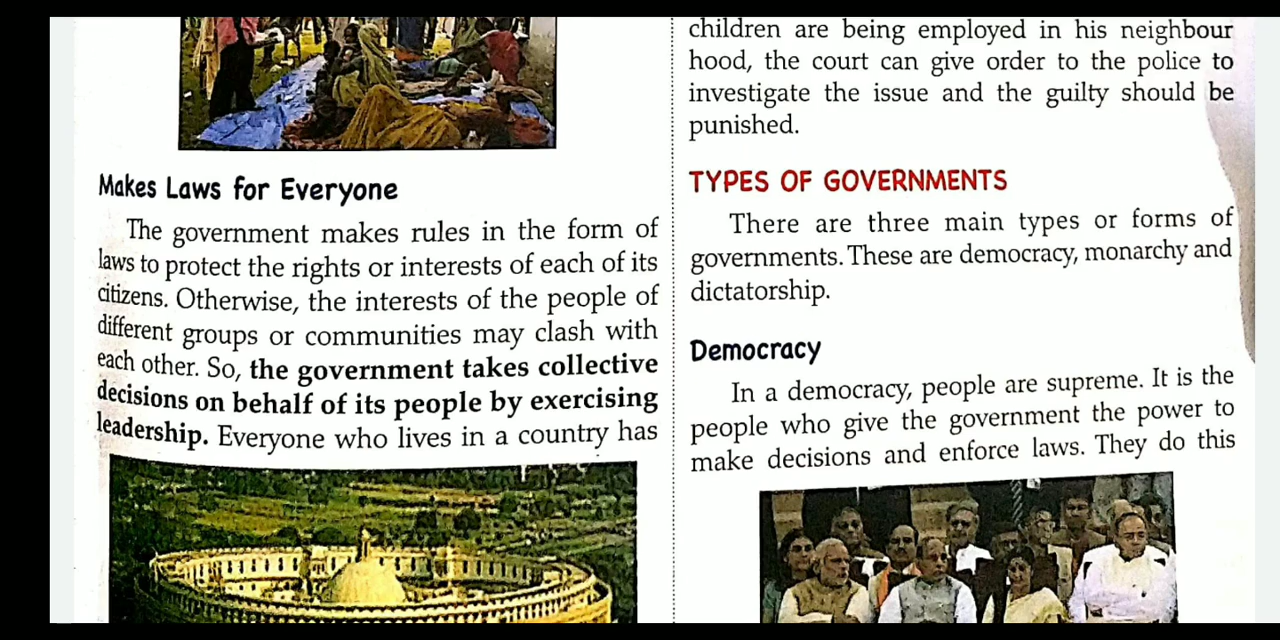 Makes Laws for Everyone
The government makes rules in the form of
laws to protect the rights or interests of each of its
citizens. Otherwise, the interests of the people of
different groups or communities may clash with
each other. So, the government takes collective
decisions on behalf of its people by exercising
leadership. Everyone who lives in a country has
children are being employed in his neighbour
hood, the court can give order to the police to
investigate the issue and the guilty should be
punished.
TYPES OF GOVERNMENTS
There are three main types or forms of
governments. These are democracy, monarchy and
dictatorship.
Democracy
In a democracy, people are supreme. It is the
people who give the government the power to
make decisions and enforce laws. They do this